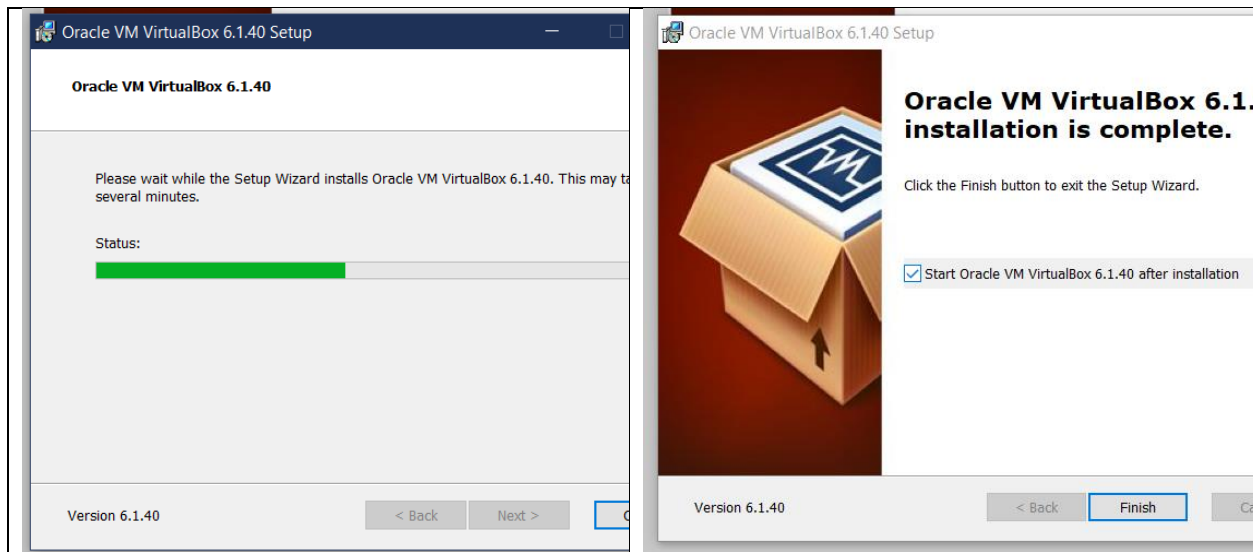 Oracle VM VirtualBox 6.1.40 Setup
Oracle VM VirtualBox 6.1.40
Please wait while the Setup Wizard installs Oracle VM VirtualBox 6.1.40. This may
several minutes.
Status:
Version 6.1.40
< Back
Next >
Oracle VM VirtualBox 6.1.40 Setup
Oracle VM VirtualBox 6.1.
installation is complete.
Click the Finish button to exit the Setup Wizard.
Start Oracle VM VirtualBox 6.1.40 after installation
Version 6.1.40
< Back
Finish